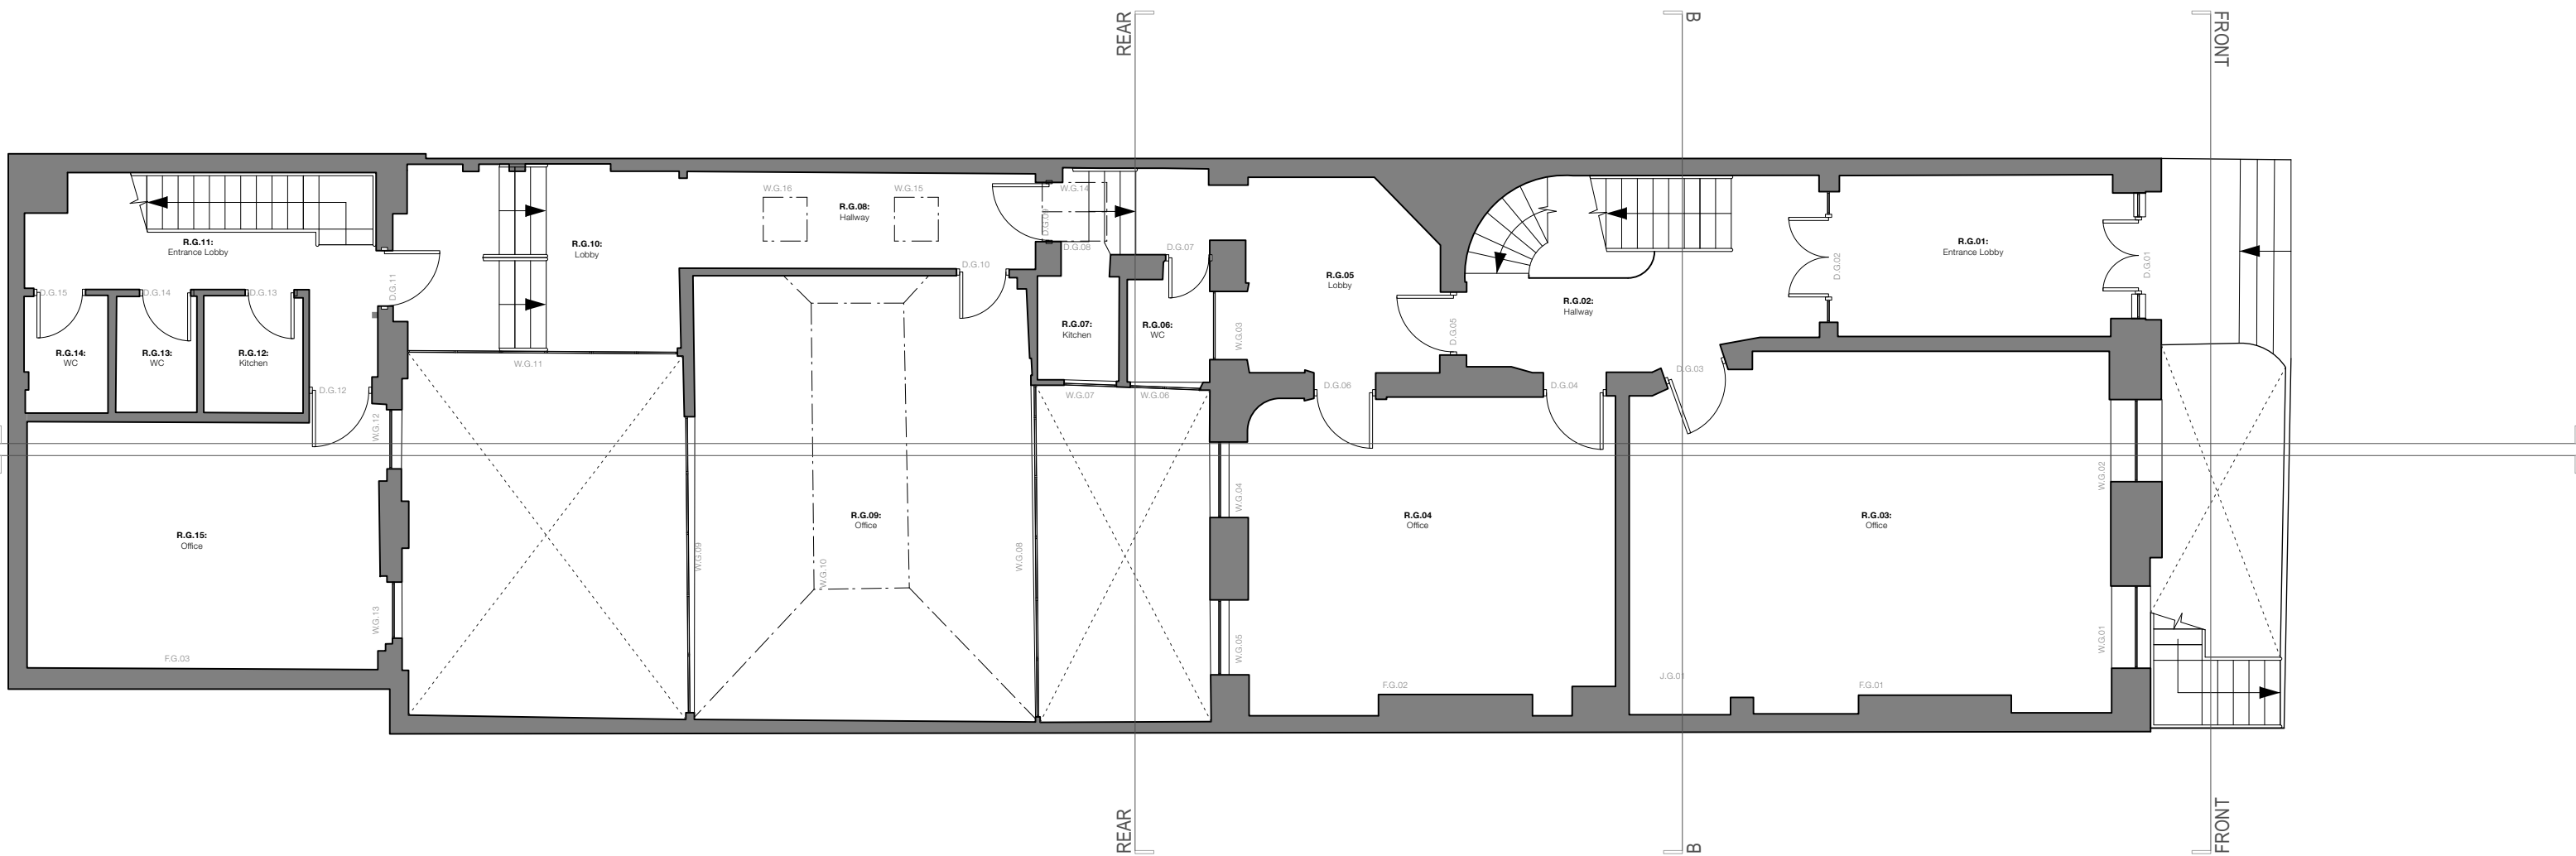 REAR
B
FRONT
W.G.16
W.G.15
W.G.14
R.G.08:
Hallway
D.G.09
R.G.11:
Entrance Lobby
R.G.10:
Lobby
D.G.08
D.G.07
R.G.01:
Entrance Lobby
D.G.02
D.G.01
D.G.10
R.G.05
Lobby
D.G.11
D.G.15
D.G.14
D.G.13
R.G.02:
Hallway
R.G.07:
Kitchen
R.G.06:
WC
W.G.03
D.G.05
R.G.14:
WC
R.G.13:
WC
R.G.12:
Kitchen
W.G.11
D.G.03
D.G.12
D.G.06
D.G.04
W.G.07
W.G.06
W.G.12
W.G.02
W.G.04
R.G.09:
Office
R.G.04
Office
R.G.03:
Office
R.G.15:
Office
W.G.09
W.G.10
W.G.08
W.G.13
W.G.05
W.G.01
F.G.03
J.G.01
F.G.02
F.G.01
REAR
B
FRONT